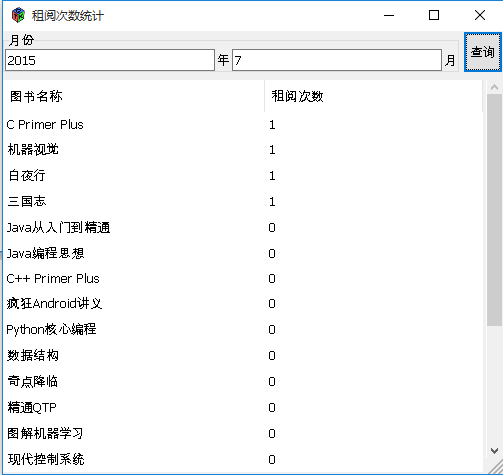 租阅次数统计
月份
2015 年 7 月 查询
图书名称 租阅次数
C Primer Plus 1
机器视觉 1
白夜行 1
三国志 1
Java从入门到精通 0
Java编程思想 0
C++ Primer Plus 0
疯狂Android讲义 0
Python核心编程 0
数据结构 0
奇点降临 0
精通QTP 0
图解机器学习 0
现代控制系统 0